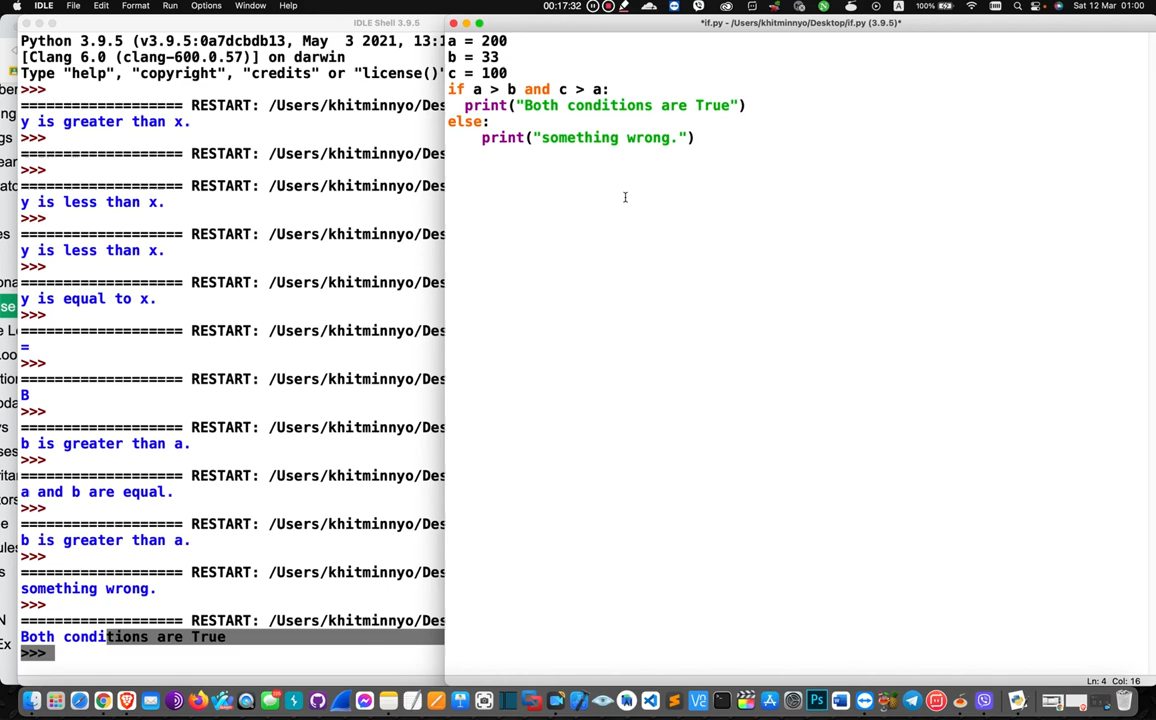 IDLE File Edit Format Run Options Window Help
00:17:32
100% Sat 12 Mar 01:00
IDLE Shell 3.9.5
Python 3.9.5 (v3.9.5:0a7dcbdb13, May  3 2021, 13:1
[Clang 6.0 (clang-600.0.57)] on darwin
Type "help", "copyright", "credits" or "license()"
>>>
=================== RESTART: /Users/khitminnyo/Des
y is greater than x.
>>>
=================== RESTART: /Users/khitminnyo/Des
>>>
=================== RESTART: /Users/khitminnyo/Des
y is less than x.
>>>
=================== RESTART: /Users/khitminnyo/Des
y is less than x.
>>>
=================== RESTART: /Users/khitminnyo/Des
y is equal to x.
>>>
=================== RESTART: /Users/khitminnyo/Des
=
>>>
=================== RESTART: /Users/khitminnyo/Des
B
>>>
=================== RESTART: /Users/khitminnyo/Des
b is greater than a.
>>>
=================== RESTART: /Users/khitminnyo/Des
a and b are equal.
>>>
=================== RESTART: /Users/khitminnyo/Des
b is greater than a.
>>>
=================== RESTART: /Users/khitminnyo/Des
something wrong.
>>>
=================== RESTART: /Users/khitminnyo/Des
Both conditions are True
>>>
*if.py - /Users/khitminnyo/Desktop/if.py (3.9.5)*
a = 200
b = 33
c = 100
if a > b and c > a:
  print("Both conditions are True")
else:
    print("something wrong.")
Ln: 4 Col: 16